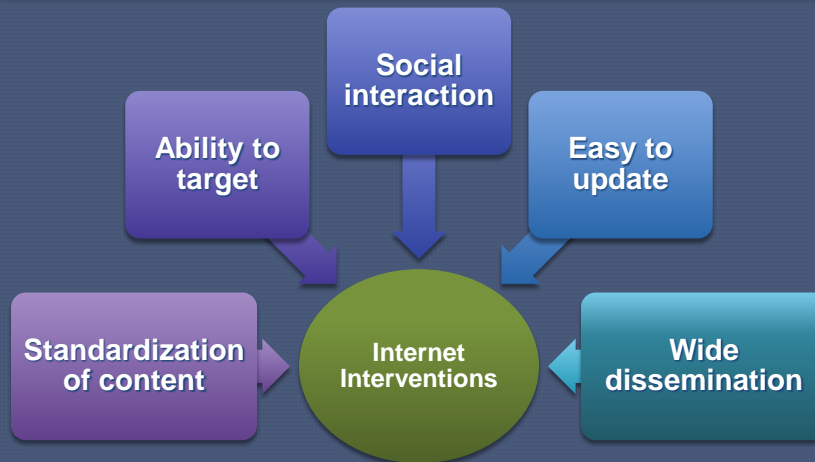 Social
interaction
Ability to
target
Easy to
update
Standardization
of content
Internet
Interventions
Wide
dissemination